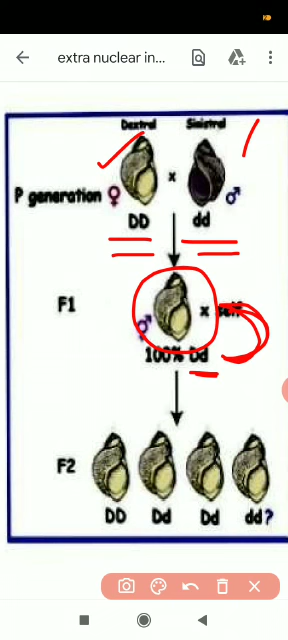 extra nuclear in...
Dextral Sinistral
P generation ♀ x ♂
DD dd
F1 ⚥ x self
100% Dd
F2
DD Dd Dd dd?